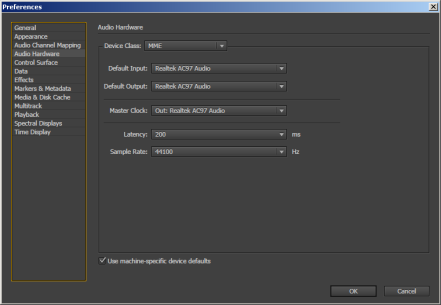 Preferences
General
Appearance
Audio Channel Mapping
Audio Hardware
Control Surface
Data
Effects
Markers & Metadata
Media & Disk Cache
Multitrack
Playback
Spectral Displays
Time Display
Audio Hardware
Device Class: MME
Default Input: Realtek AC97 Audio
Default Output: Realtek AC97 Audio
Master Clock: Out: Realtek AC97 Audio
Latency: 200 ms
Sample Rate: 44100 Hz
Use machine-specific device defaults
OK Cancel